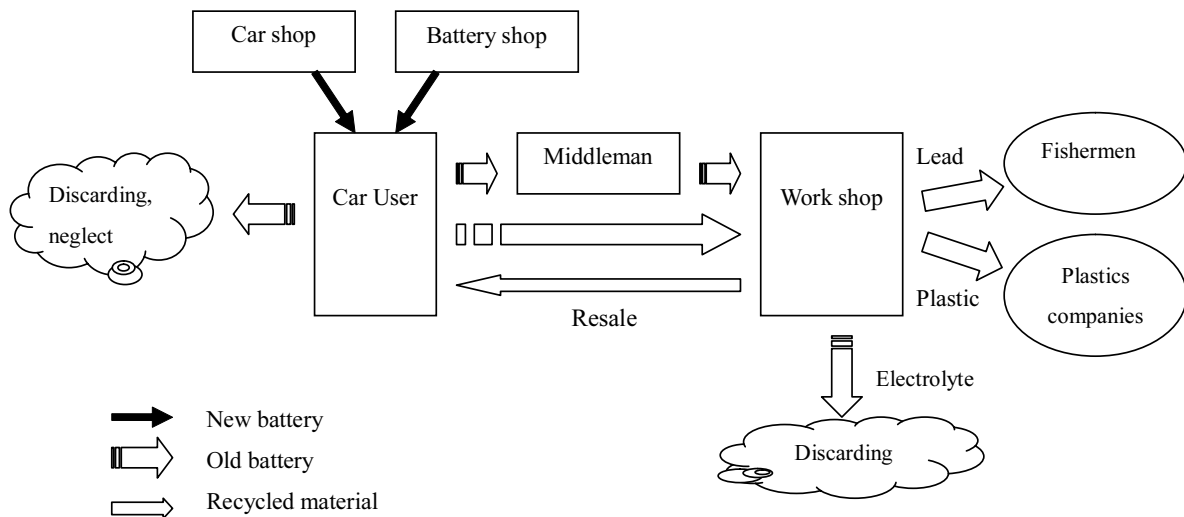 Car shop
Battery shop
Discarding,
neglect
Car User
Middleman
Work shop
Lead
Fishermen
Plastic
Plastics
companies
Resale
Electrolyte
Discarding
New battery
Old battery
Recycled material